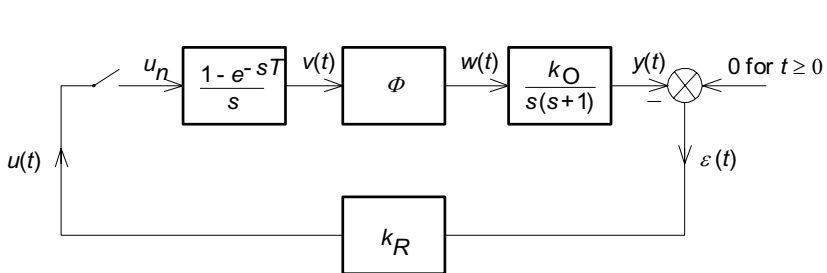 u_n
1 - e^{- sT}
s
v(t)
Φ
w(t)
k_O
s(s+1)
y(t)
−
0 for t ≥ 0
u(t)
ε (t)
k_R